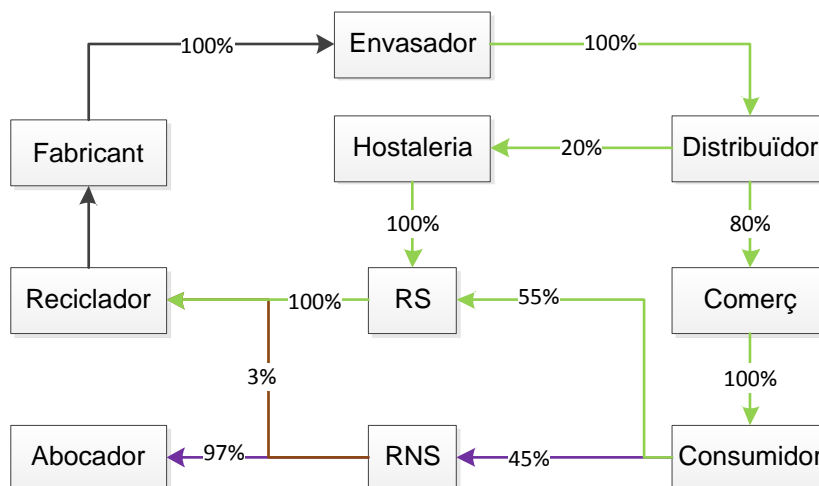 Envasador
100%
100%
Fabricant
Hostaleria
20%
Distribuïdor
100%
80%
Reciclador
100%
RS
55%
Comerç
3%
100%
Abocador
97%
RNS
45%
Consumidor